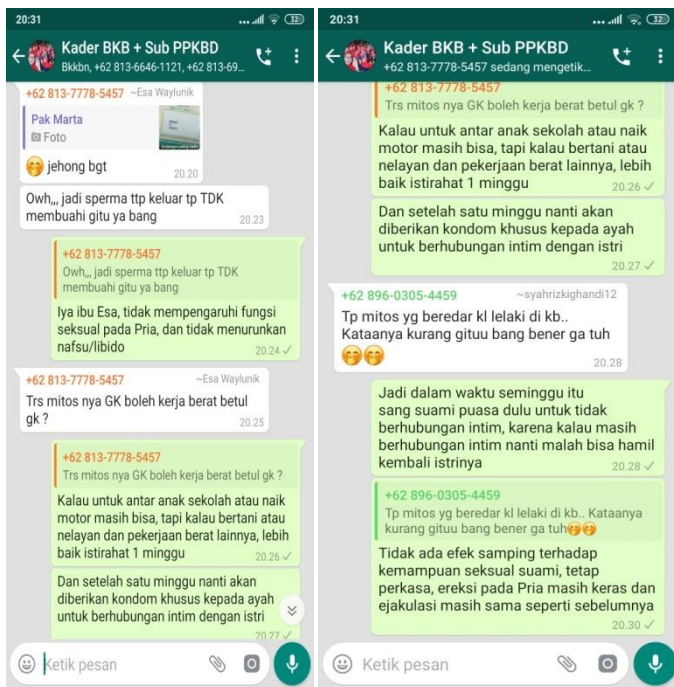 20:31
32
Kader BKB + Sub PPKBD
Bkkbn, +62 813-6646-1121, +62 813-69...
+62 813-7778-5457 ~Esa Waylunik
Pak Marta
Foto
🤭 jehong bgt
20.20
Owh,,, jadi sperma ttp keluar tp TDK
membuahi gitu ya bang
20.23
+62 813-7778-5457
Owh,,, jadi sperma ttp keluar tp TDK
membuahi gitu ya bang
Iya ibu Esa, tidak mempengaruhi fungsi
seksual pada Pria, dan tidak menurunkan
nafsu/libido
20.24
+62 813-7778-5457 ~Esa Waylunik
Trs mitos nya GK boleh kerja berat betul
gk ?
20.25
+62 813-7778-5457
Trs mitos nya GK boleh kerja berat betul gk ?
Kalau untuk antar anak sekolah atau naik
motor masih bisa, tapi kalau bertani atau
nelayan dan pekerjaan berat lainnya, lebih
baik istirahat 1 minggu
20.26
Dan setelah satu minggu nanti akan
diberikan kondom khusus kepada ayah
untuk berhubungan intim dengan istri
20.27
Ketik pesan
20:31
32
Kader BKB + Sub PPKBD
+62 813-7778-5457 sedang mengetik...
+62 813-7778-5457
Trs mitos nya GK boleh kerja berat betul gk ?
Kalau untuk antar anak sekolah atau naik
motor masih bisa, tapi kalau bertani atau
nelayan dan pekerjaan berat lainnya, lebih
baik istirahat 1 minggu
20.26
Dan setelah satu minggu nanti akan
diberikan kondom khusus kepada ayah
untuk berhubungan intim dengan istri
20.27
+62 896-0305-4459 ~syahrizkighandi12
Tp mitos yg beredar kl lelaki di kb..
Kataanya kurang gituu bang bener ga tuh
🤭🤭
20.28
Jadi dalam waktu seminggu itu
sang suami puasa dulu untuk tidak
berhubungan intim, karena kalau masih
berhubungan intim nanti malah bisa hamil
kembali istrinya
20.28
+62 896-0305-4459
Tp mitos yg beredar kl lelaki di kb.. Kataanya
kurang gituu bang bener ga tuh🤭🤭
Tidak ada efek samping terhadap
kemampuan seksual suami, tetap
perkasa, ereksi pada Pria masih keras dan
ejakulasi masih sama seperti sebelumnya
20.30
Ketik pesan